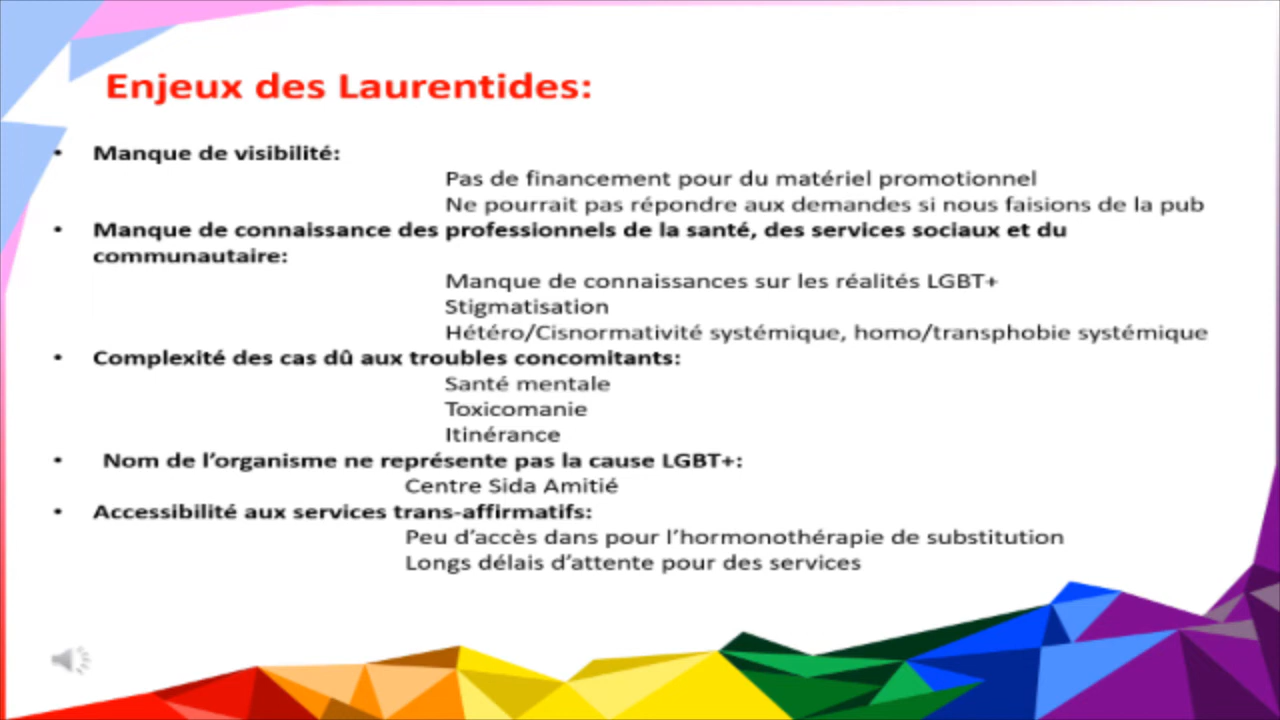 Enjeux des Laurentides:
• Manque de visibilité:
Pas de financement pour du matériel promotionnel
Ne pourrait pas répondre aux demandes si nous faisions de la pub
• Manque de connaissance des professionnels de la santé, des services sociaux et du
communautaire:
Manque de connaissances sur les réalités LGBT+
Stigmatisation
Hétéro/Cisnormativité systémique, homo/transphobie systémique
• Complexité des cas dû aux troubles concomitants:
Santé mentale
Toxicomanie
Itinérance
• Nom de l’organisme ne représente pas la cause LGBT+:
Centre Sida Amitié
• Accessibilité aux services trans-affirmatifs:
Peu d’accès dans pour l’hormonothérapie de substitution
Longs délais d’attente pour des services